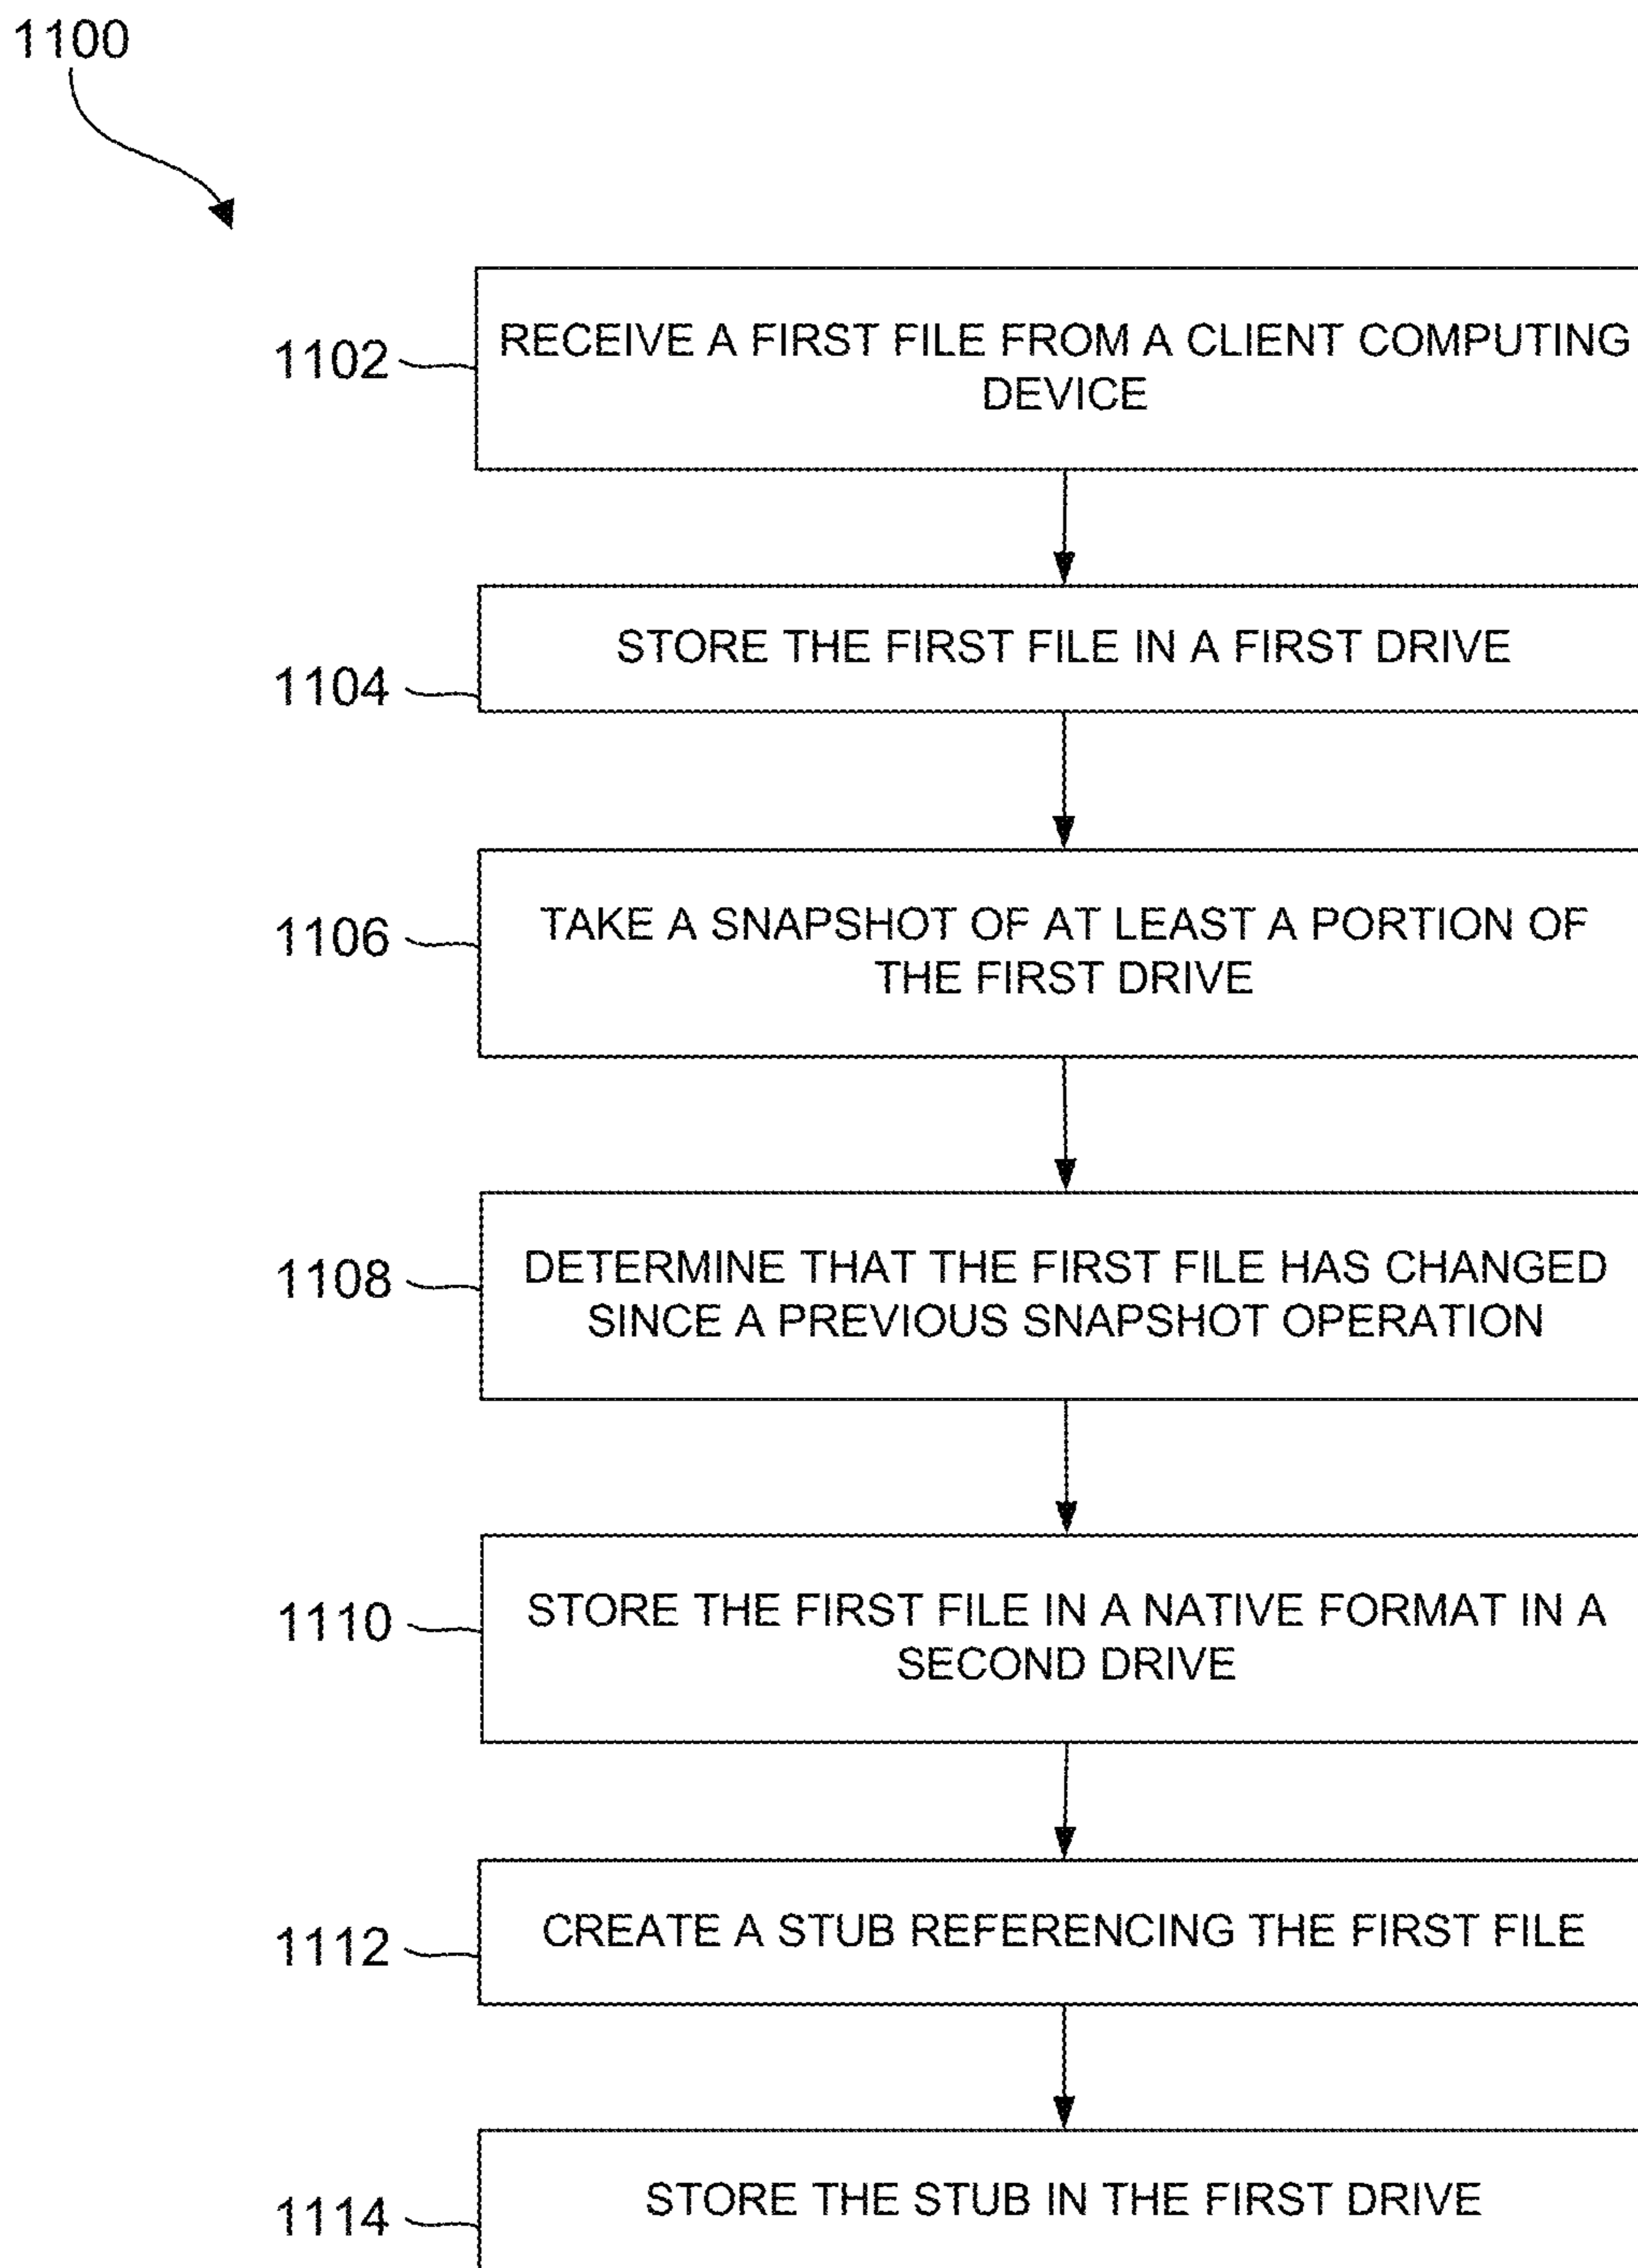 1100
1102
RECEIVE A FIRST FILE FROM A CLIENT COMPUTING
DEVICE
1104
STORE THE FIRST FILE IN A FIRST DRIVE
1106
TAKE A SNAPSHOT OF AT LEAST A PORTION OF
THE FIRST DRIVE
1108
DETERMINE THAT THE FIRST FILE HAS CHANGED
SINCE A PREVIOUS SNAPSHOT OPERATION
1110
STORE THE FIRST FILE IN A NATIVE FORMAT IN A
SECOND DRIVE
1112
CREATE A STUB REFERENCING THE FIRST FILE
1114
STORE THE STUB IN THE FIRST DRIVE